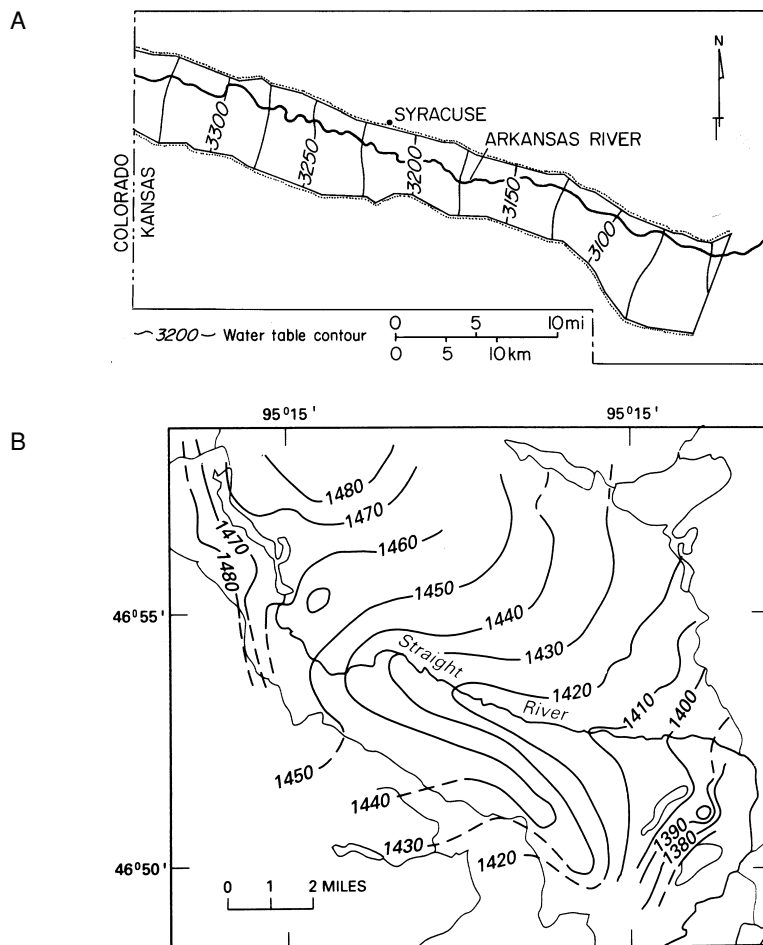 A
N
SYRACUSE
ARKANSAS RIVER
3300
3250
3200
3150
3100
COLORADO
KANSAS
3200 Water table contour
0 5 10 mi
0 5 10 km
B
95°15' 95°15'
1480
1470
1470
1460
1480
1450
1440
46°55'
1430
Straight
1420
River
1410
1400
1450
1440
1430
1420
1390
1380
46°50'
0 1 2 MILES